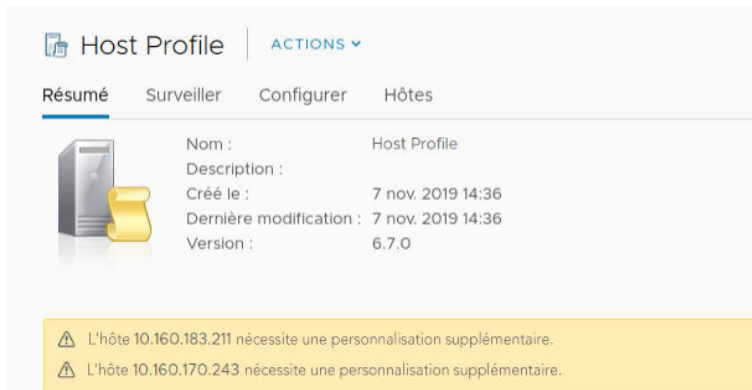 Host Profile ACTIONS
Résumé Surveiller Configurer Hôtes
Nom : Host Profile
Description :
Créé le : 7 nov. 2019 14:36
Dernière modification : 7 nov. 2019 14:36
Version : 6.7.0
L'hôte 10.160.183.211 nécessite une personnalisation supplémentaire.
L'hôte 10.160.170.243 nécessite une personnalisation supplémentaire.